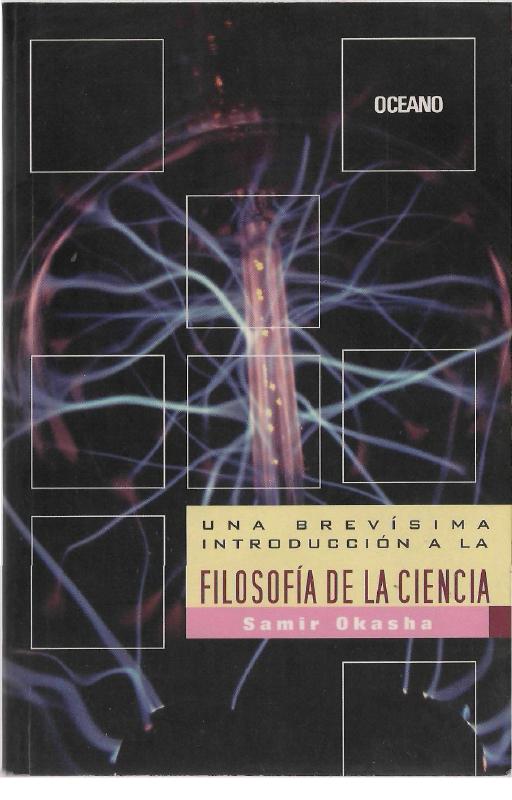 OCEANO
UNA BREVÍSIMA
INTRODUCCIÓN A LA
FILOSOFÍA DE LA CIENCIA
Samir Okasha